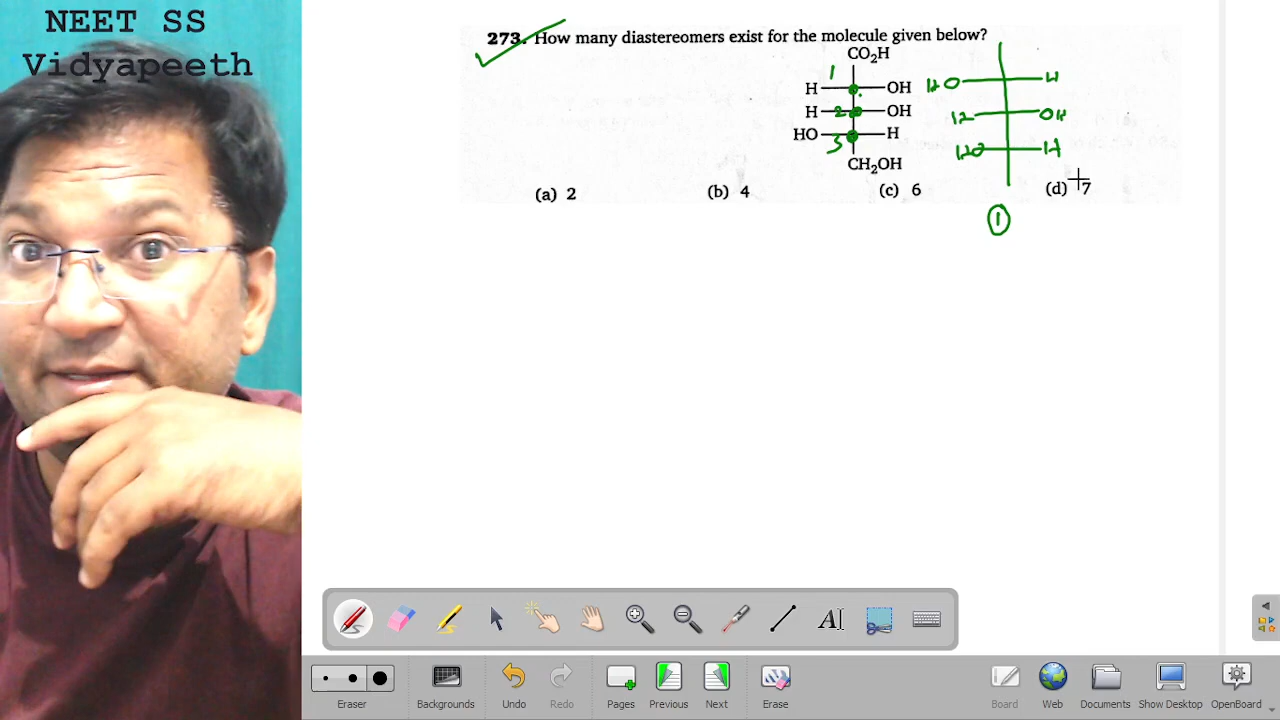 NEET SS
Vidyapeeth
273. How many diastereomers exist for the molecule given below?
CO₂H
1
H OH
H 2 OH
HO H
3
CH₂OH
HO H
H OH
HO H
1
(a) 2 (b) 4 (c) 6 (d) 7
Eraser Backgrounds Undo Redo Pages Previous Next Erase Board Web Documents Show Desktop OpenBoard